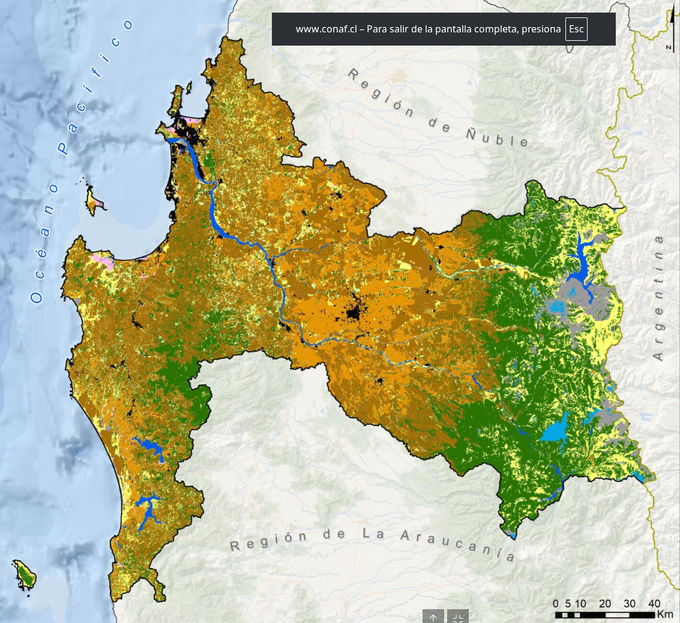 www.conaf.cl – Para salir de la pantalla completa, presiona Esc
z
Océano Pacífico
Región de Ñuble
Argentina
Región de La Araucanía
0 5 10 20 30 40
Km